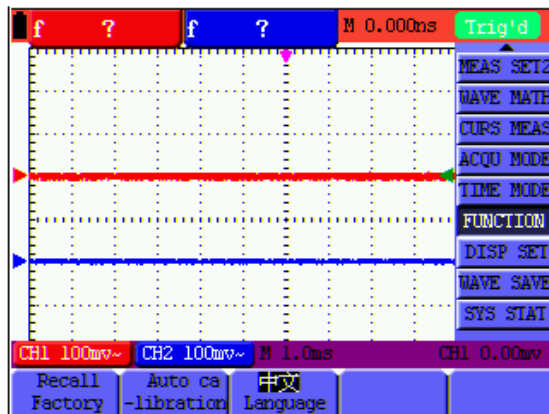 f ? f ? M 0.000ns Trig'd
MEAS SET2
WAVE MATH
CURS MEAS
ACQU MODE
TIME MODE
FUNCTION
DISP SET
WAVE SAVE
SYS STAT
CH1 100mv~ CH2 100mv~ M 1.0ms CH1 0.00mv
Recall Auto ca 中文
Factory -libration Language